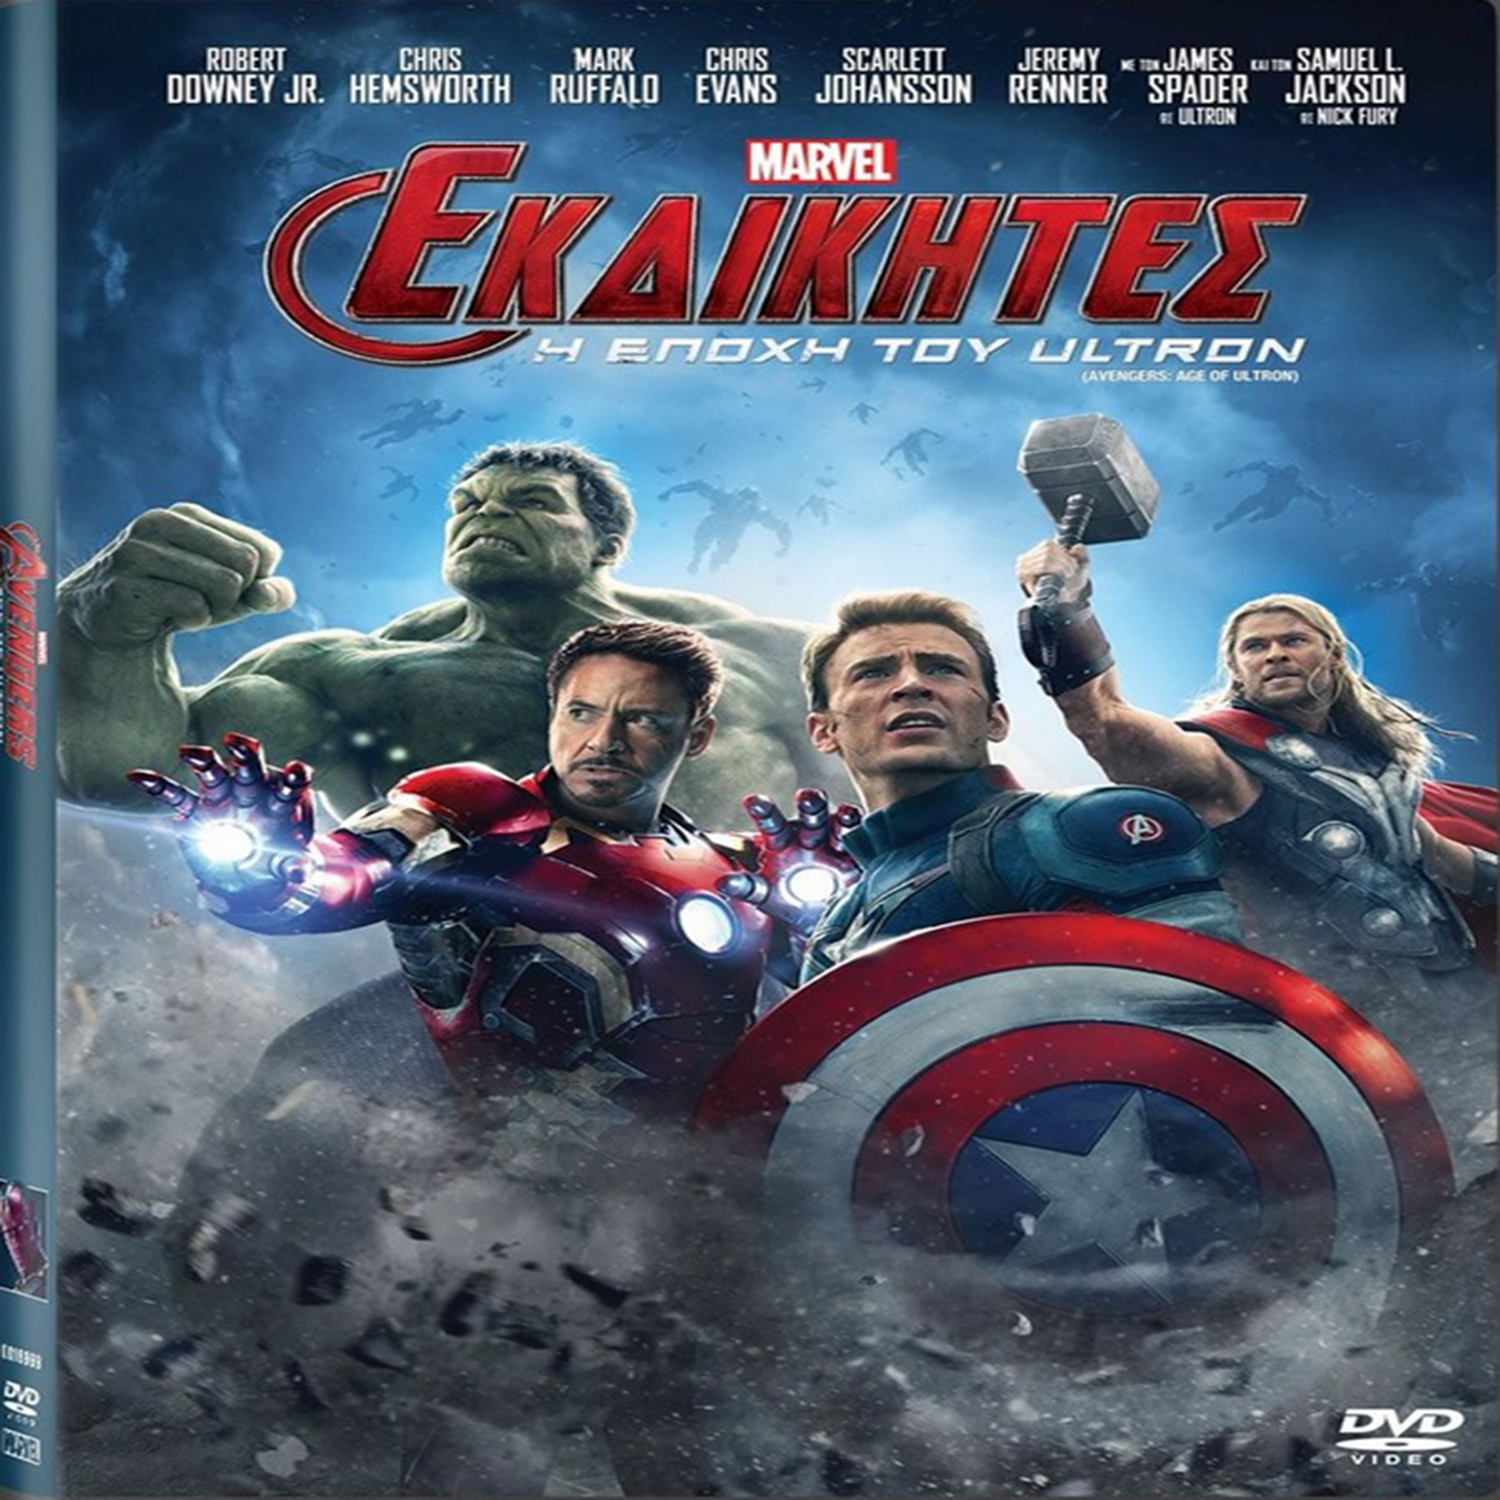 ROBERT DOWNEY JR.
CHRIS HEMSWORTH
MARK RUFFALO
CHRIS EVANS
SCARLETT JOHANSSON
JEREMY RENNER
ΜΕ ΤΟΝ JAMES SPADER
ΩΣ ULTRON
ΚΑΙ ΤΟΝ SAMUEL L. JACKSON
ΩΣ NICK FURY
MARVEL
ΕΚΔΙΚΗΤΕΣ
Η ΕΠΟΧΗ ΤΟΥ ULTRON
(AVENGERS: AGE OF ULTRON)
DVD
VIDEO
MARVEL
AVENGERS
DVD
MARVEL